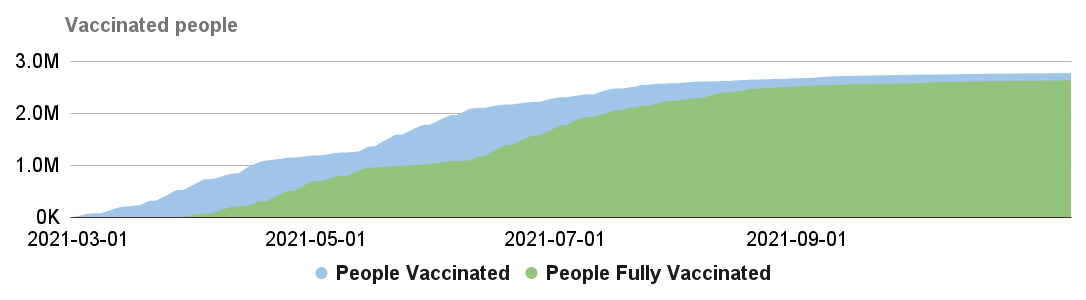 Vaccinated people
3.0M
2.0M
1.0M
0K
2021-03-01 2021-05-01 2021-07-01 2021-09-01
People Vaccinated People Fully Vaccinated